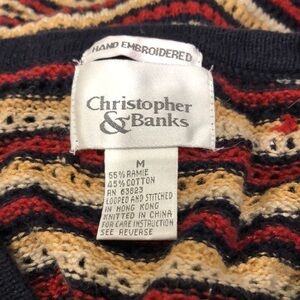 HAND EMBROIDERED
Christopher
& Banks
M
55% RAMIE
45% COTTON
RN 63823
LOOPED AND STITCHED
IN HONG KONG
KNITTED IN CHINA
FOR CARE INSTRUCTION
SEE REVERSE